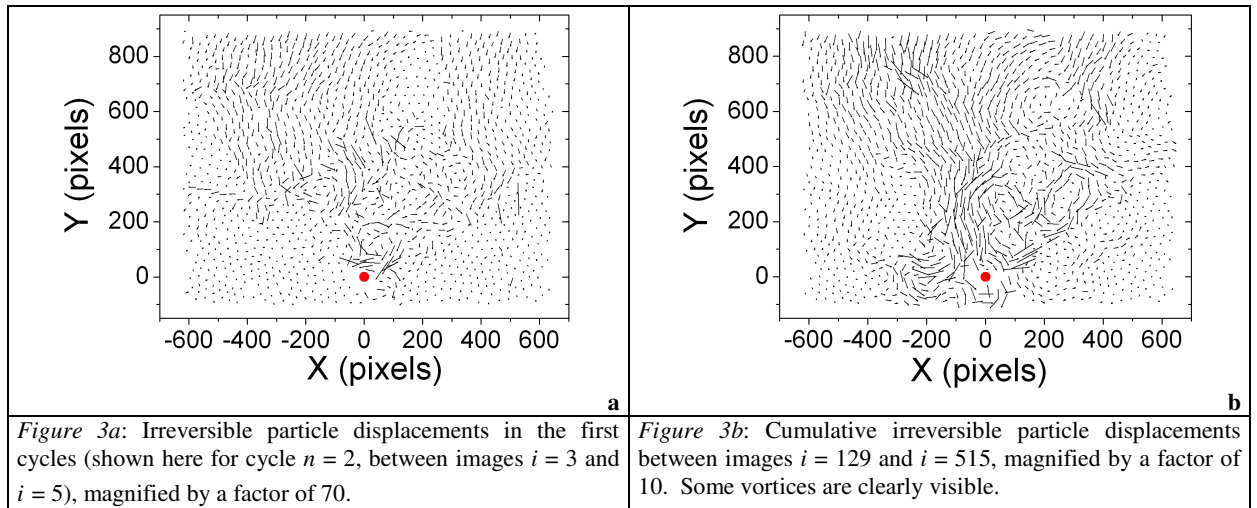 800
600
400
200
0
Y (pixels)
-600 -400 -200 0 200 400 600
X (pixels)
a
800
600
400
200
0
Y (pixels)
-600 -400 -200 0 200 400 600
X (pixels)
b
Figure 3a: Irreversible particle displacements in the first
cycles (shown here for cycle n = 2, between images i = 3 and
i = 5), magnified by a factor of 70.
Figure 3b: Cumulative irreversible particle displacements
between images i = 129 and i = 515, magnified by a factor of
10. Some vortices are clearly visible.